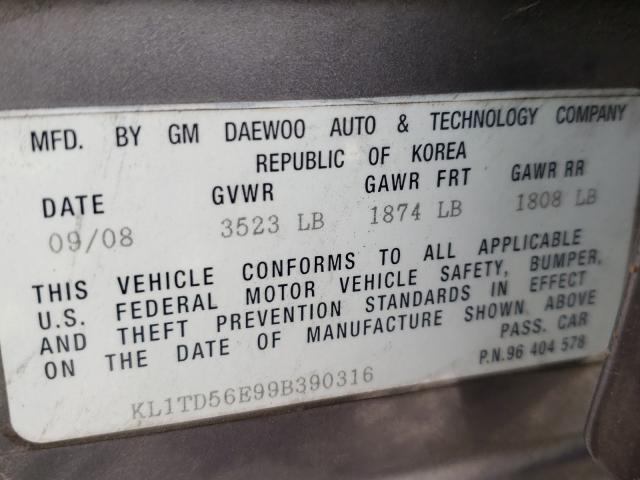 MFD. BY GM DAEWOO AUTO & TECHNOLOGY COMPANY
REPUBLIC OF KOREA
DATE GVWR GAWR FRT GAWR RR
09/08 3523 LB 1874 LB 1808 LB
THIS VEHICLE CONFORMS TO ALL APPLICABLE
U.S. FEDERAL MOTOR VEHICLE SAFETY, BUMPER,
AND THEFT PREVENTION STANDARDS IN EFFECT
ON THE DATE OF MANUFACTURE SHOWN ABOVE
PASS. CAR
P.N.96 404 578
KL1TD56E99B390316